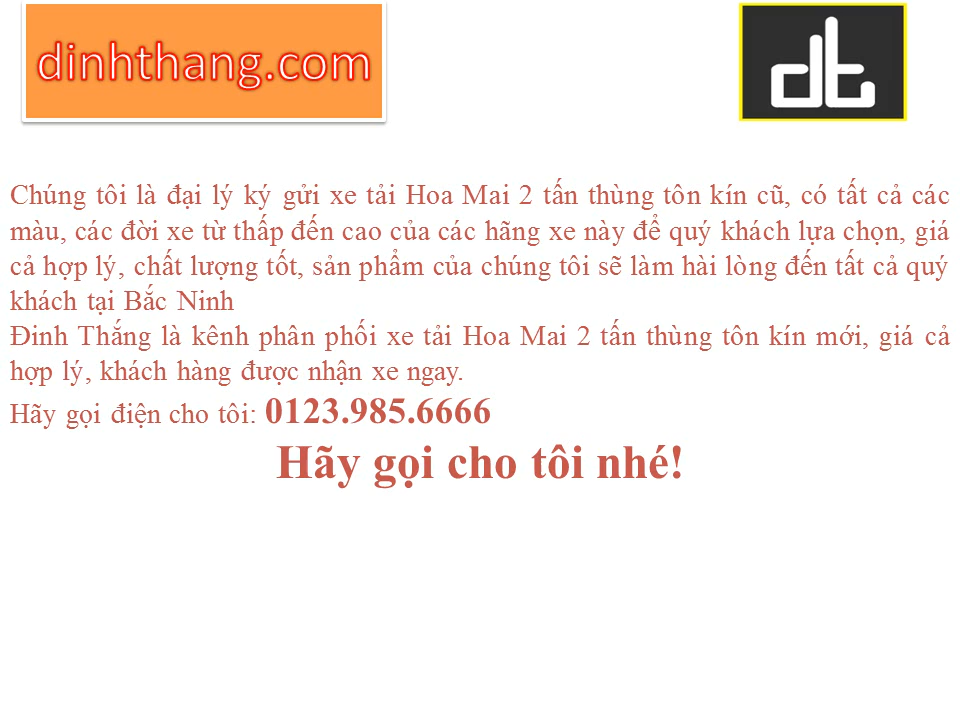 dinhthang.com
dt
Chúng tôi là đại lý ký gửi xe tải Hoa Mai 2 tấn thùng tôn kín cũ, có tất cả các
màu, các đời xe từ thấp đến cao của các hãng xe này để quý khách lựa chọn, giá
cả hợp lý, chất lượng tốt, sản phẩm của chúng tôi sẽ làm hài lòng đến tất cả quý
khách tại Bắc Ninh
Đinh Thắng là kênh phân phối xe tải Hoa Mai 2 tấn thùng tôn kín mới, giá cả
hợp lý, khách hàng được nhận xe ngay.
Hãy gọi điện cho tôi: 0123.985.6666
Hãy gọi cho tôi nhé!